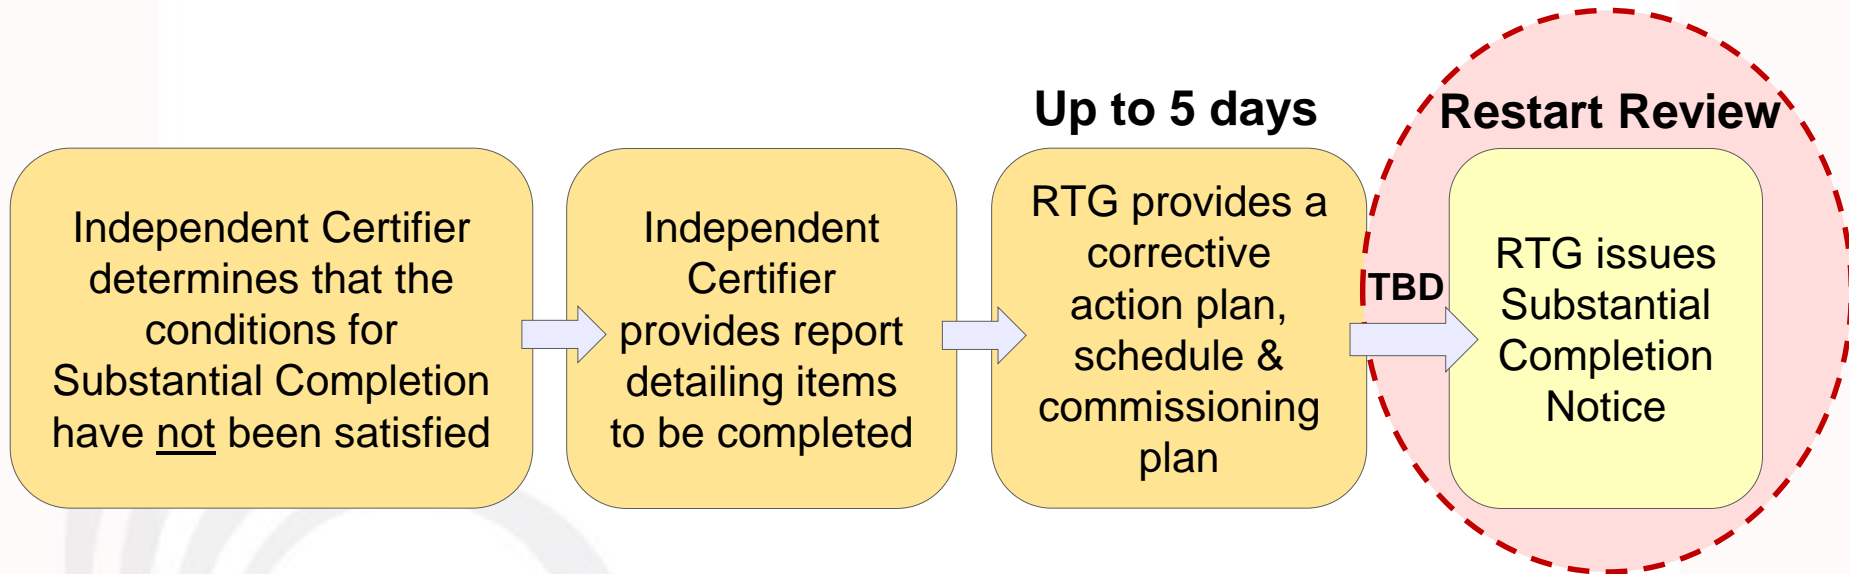 Independent Certifier
determines that the
conditions for
Substantial Completion
have not been satisfied
Independent
Certifier
provides report
detailing items
to be completed
Up to 5 days
RTG provides a
corrective
action plan,
schedule &
commissioning
plan
TBD
Restart Review
RTG issues
Substantial
Completion
Notice